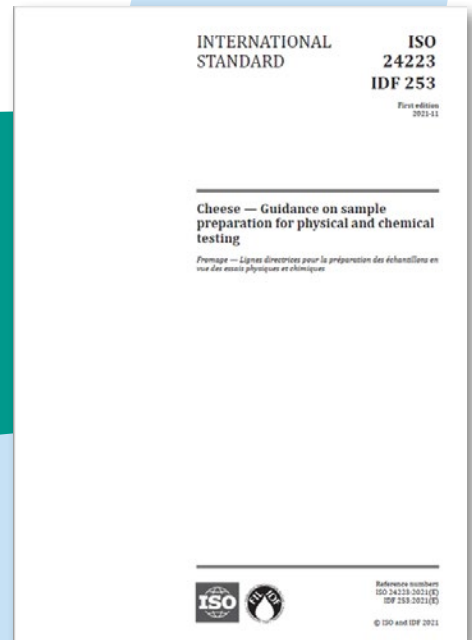 INTERNATIONAL
STANDARD
ISO
24223
IDF 253
First edition
2021-11
Cheese — Guidance on sample
preparation for physical and chemical
testing
Fromage — Lignes directrices pour la préparation des échantillons en
vue des essais physiques et chimiques
ISO
FIL IDF
Reference numbers
ISO 24223:2021(E)
IDF 253:2021(E)
© ISO and IDF 2021